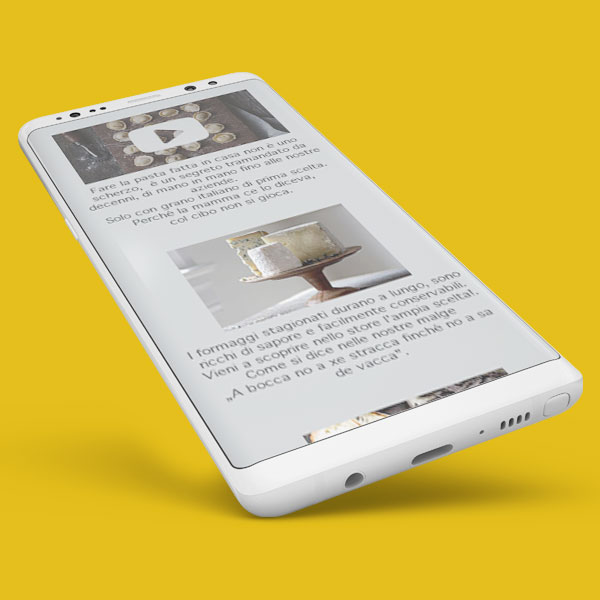 Fare la pasta fatta in casa non è uno
scherzo, è un segreto tramandato da
decenni, di mano in mano fino alle nostre
aziende.
Solo con grano italiano di prima scelta.
Perché la mamma ce lo diceva,
col cibo non si gioca.
I formaggi stagionati durano a lungo, sono
ricchi di sapore e facilmente conservabili.
Vieni a scoprire nello store l'ampia scelta!.
Come si dice nelle nostre malge
„A bocca no a xe stracca finché no a sa
de vacca”.